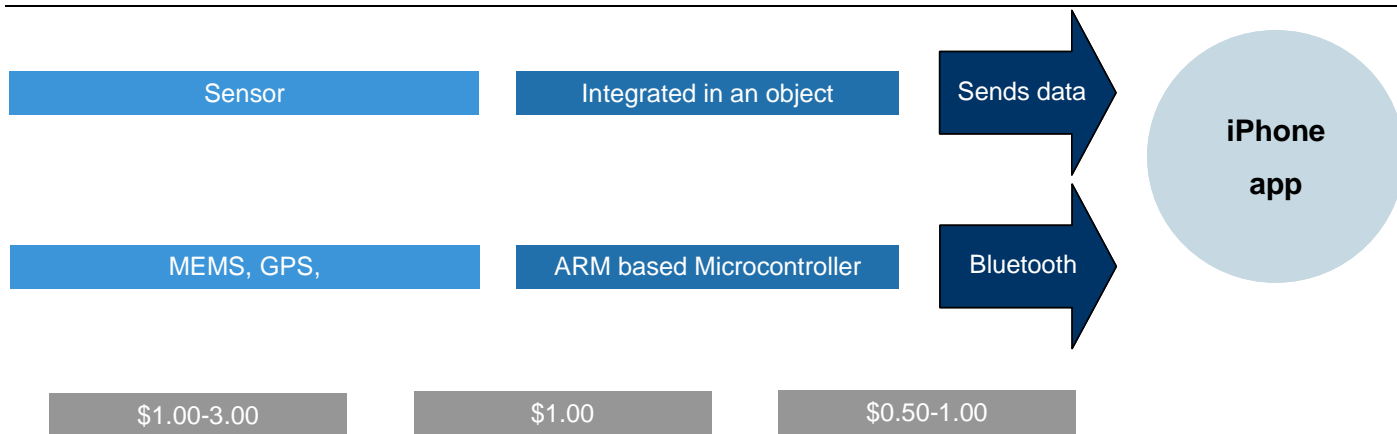 Sensor
Integrated in an object
Sends data
iPhone
app
MEMS, GPS,
ARM based Microcontroller
Bluetooth
$1.00-3.00
$1.00
$0.50-1.00